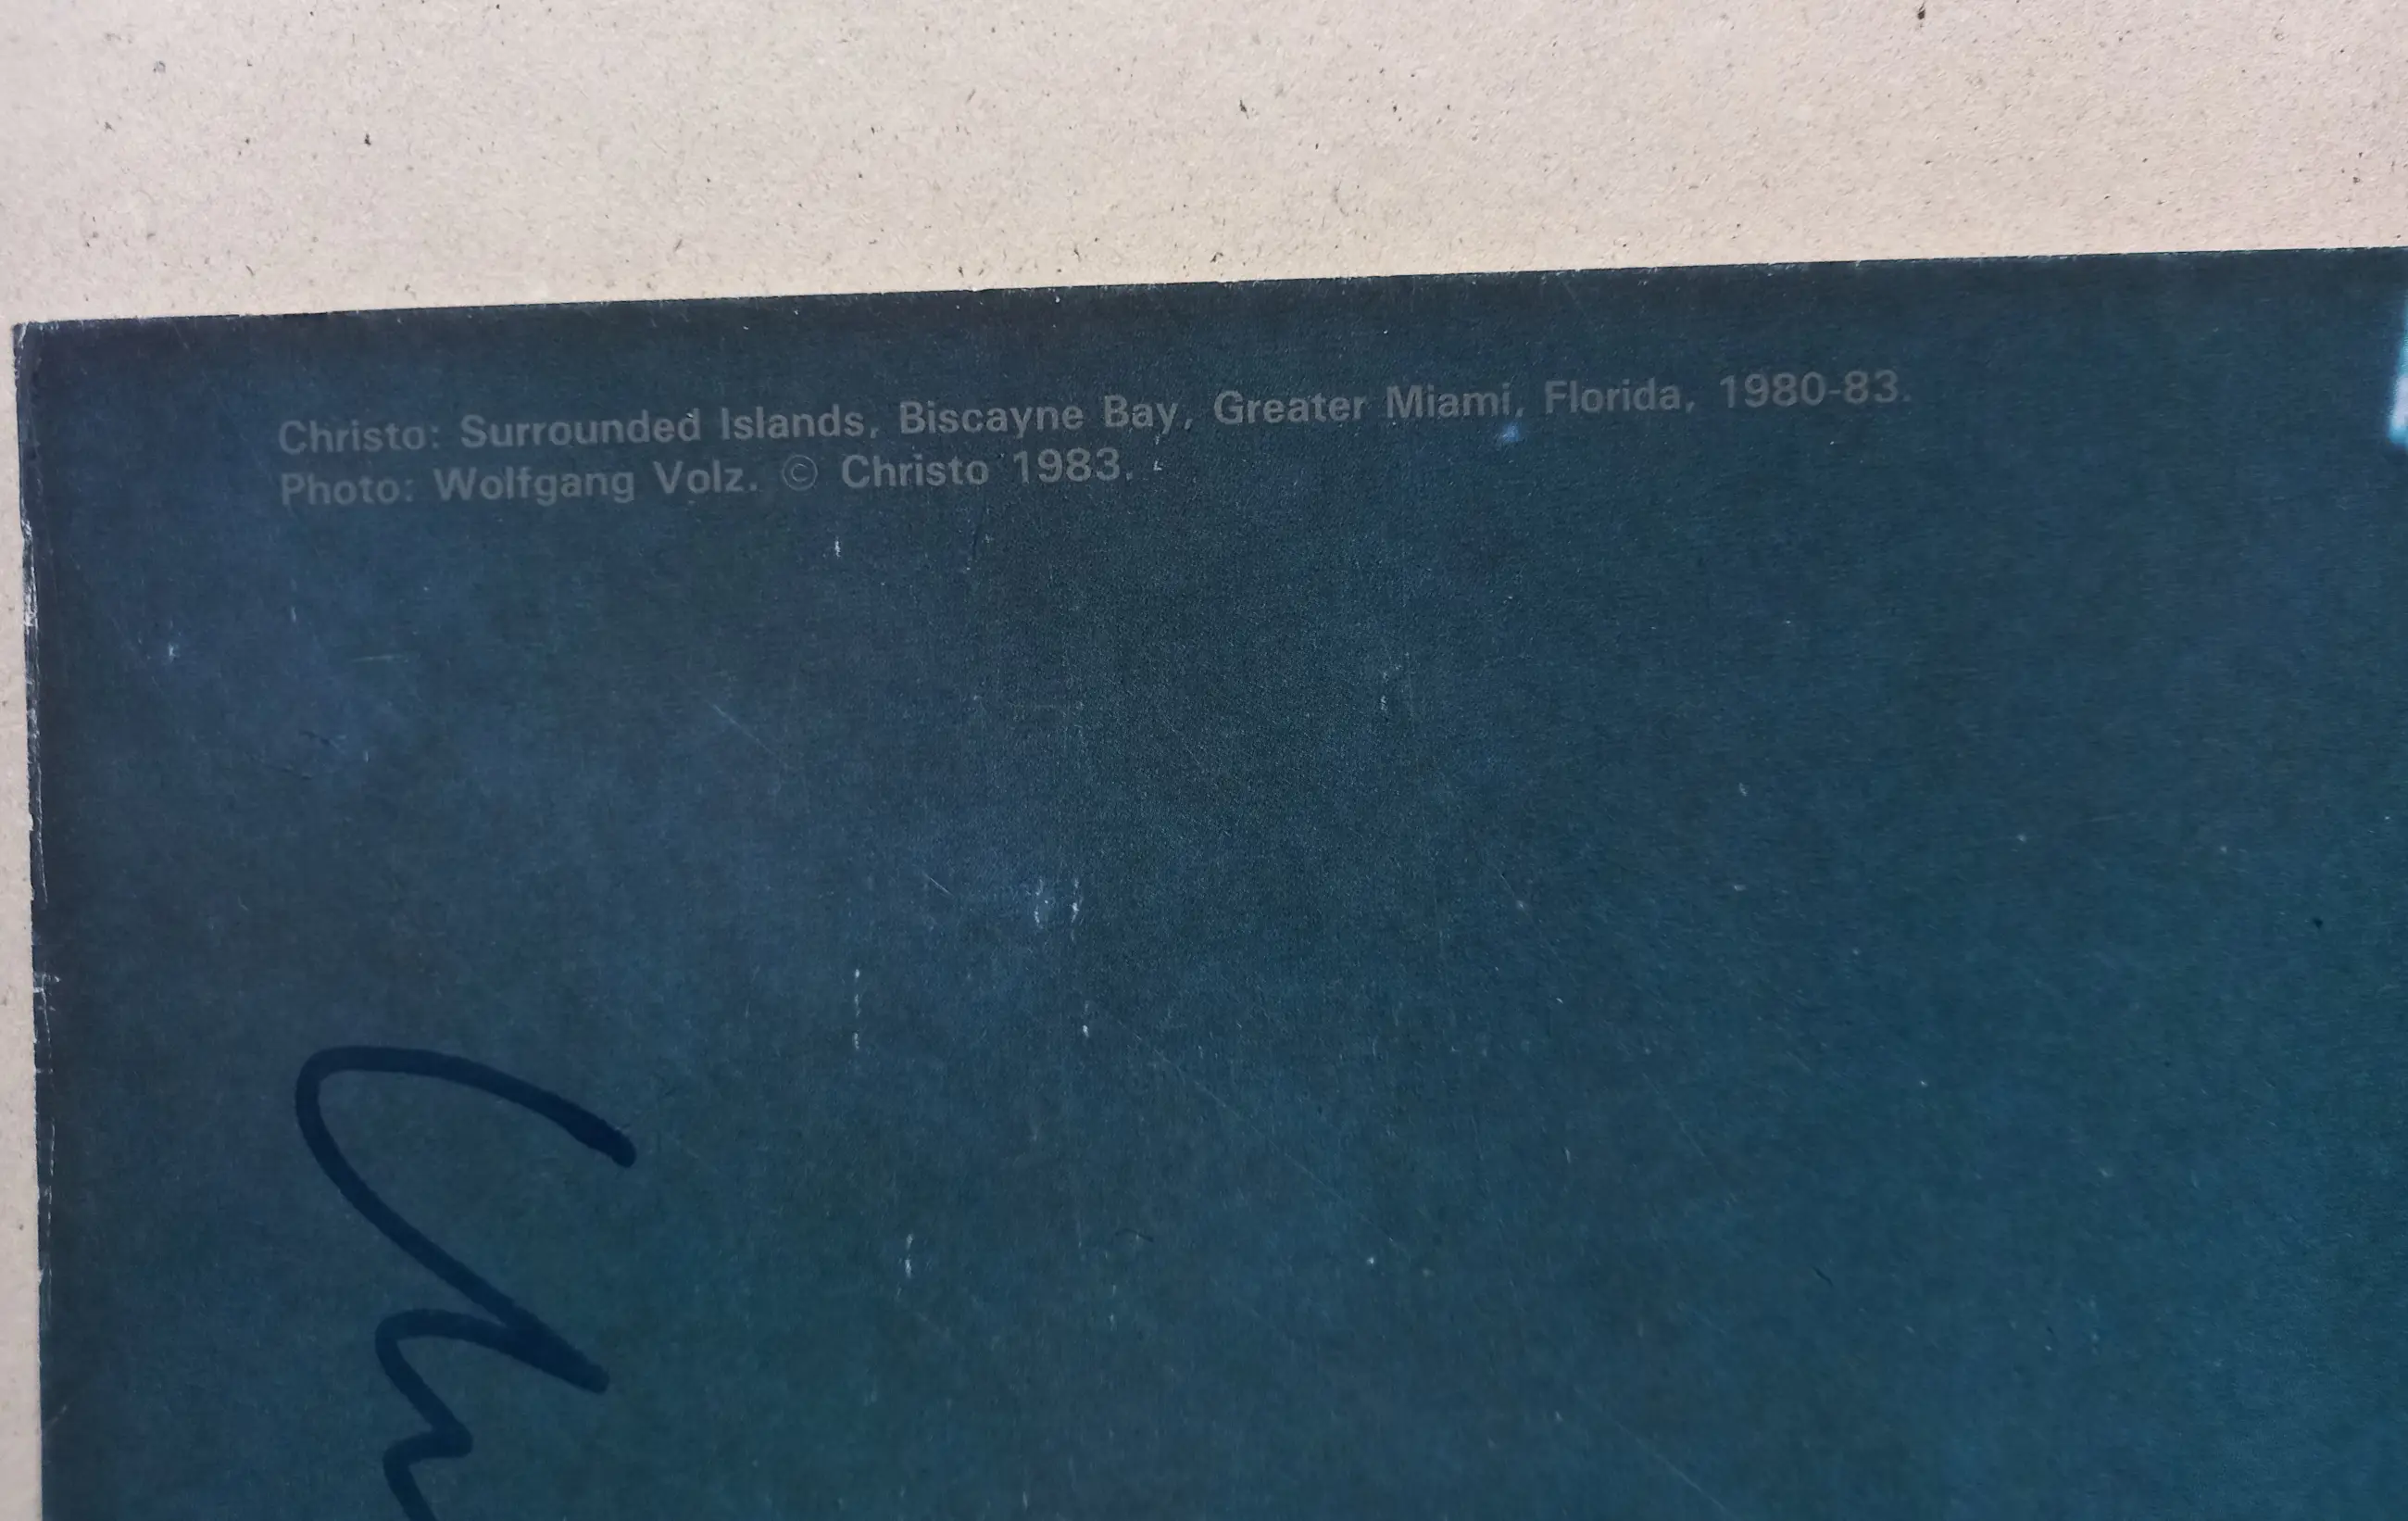 Christo: Surrounded Islands, Biscayne Bay, Greater Miami, Florida, 1980-83.
Photo: Wolfgang Volz. © Christo 1983.